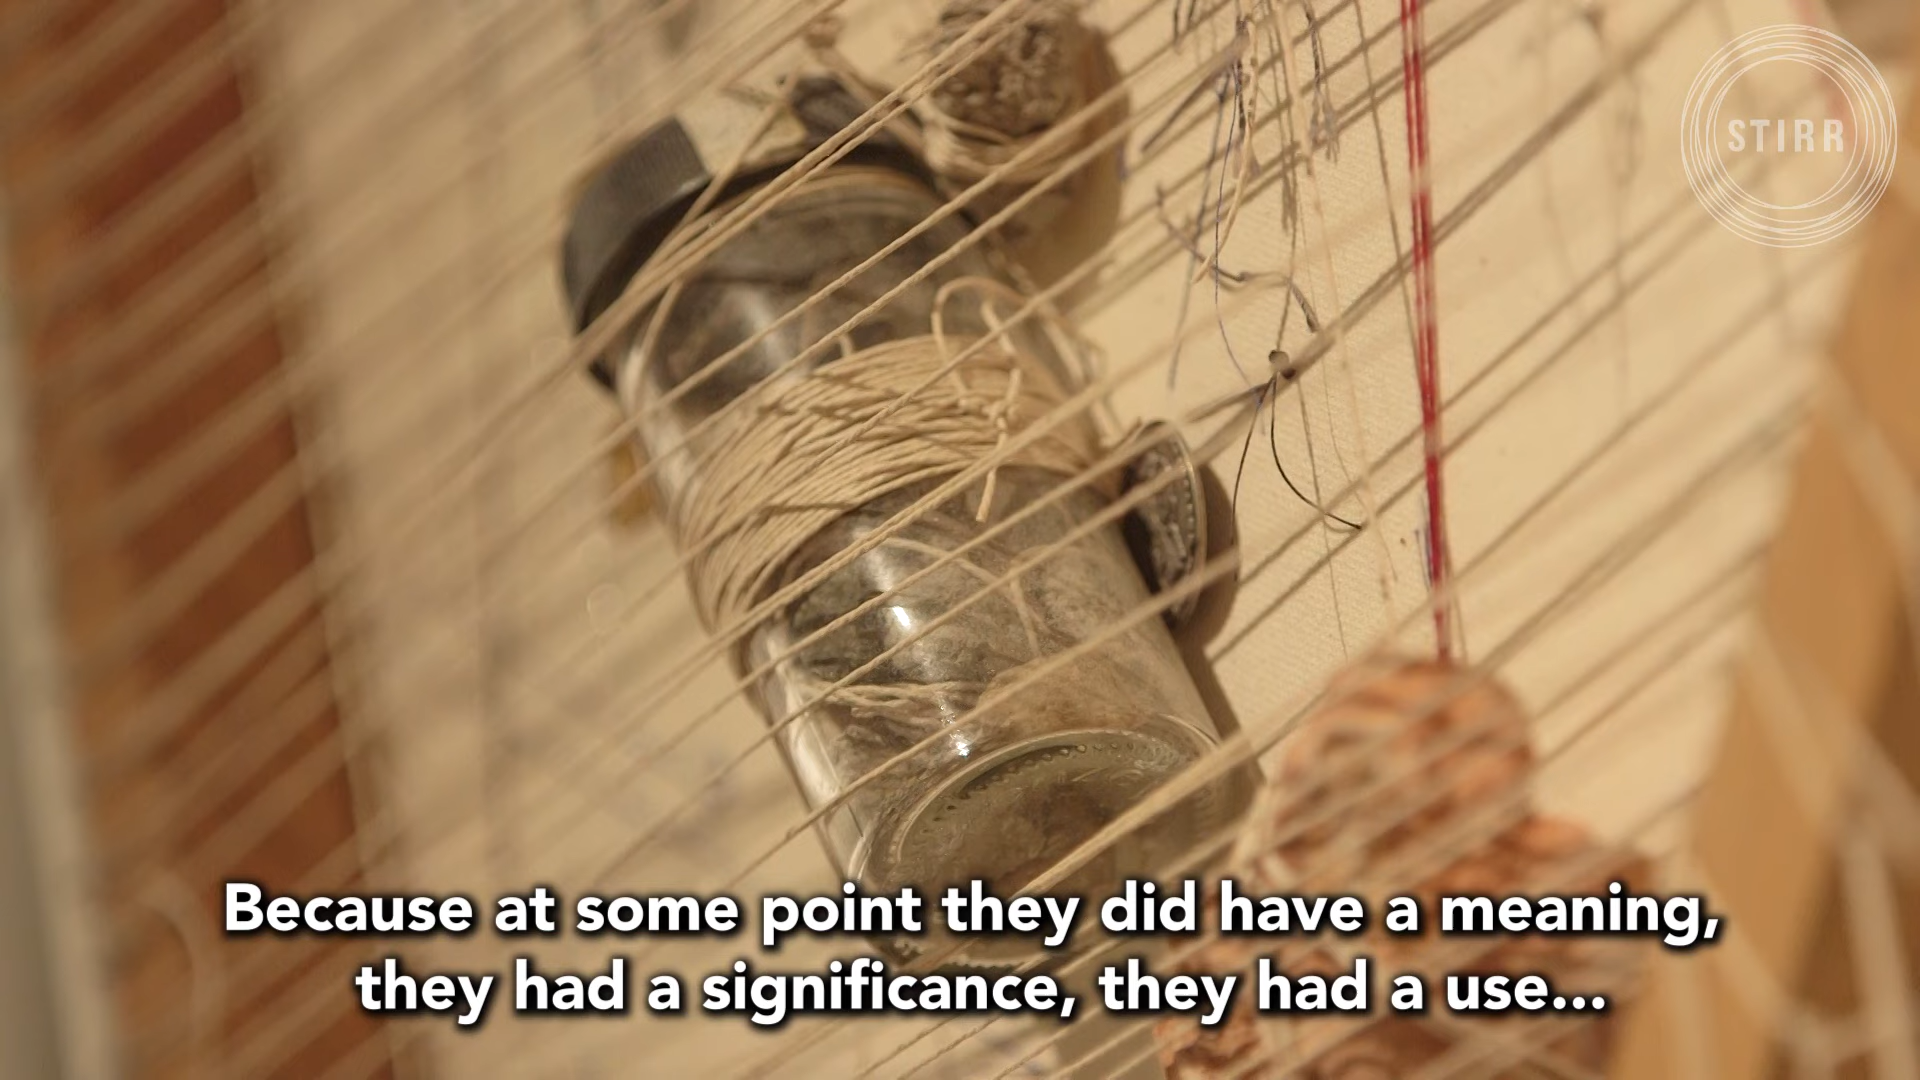 STIRR
Because at some point they did have a meaning,
they had a significance, they had a use...